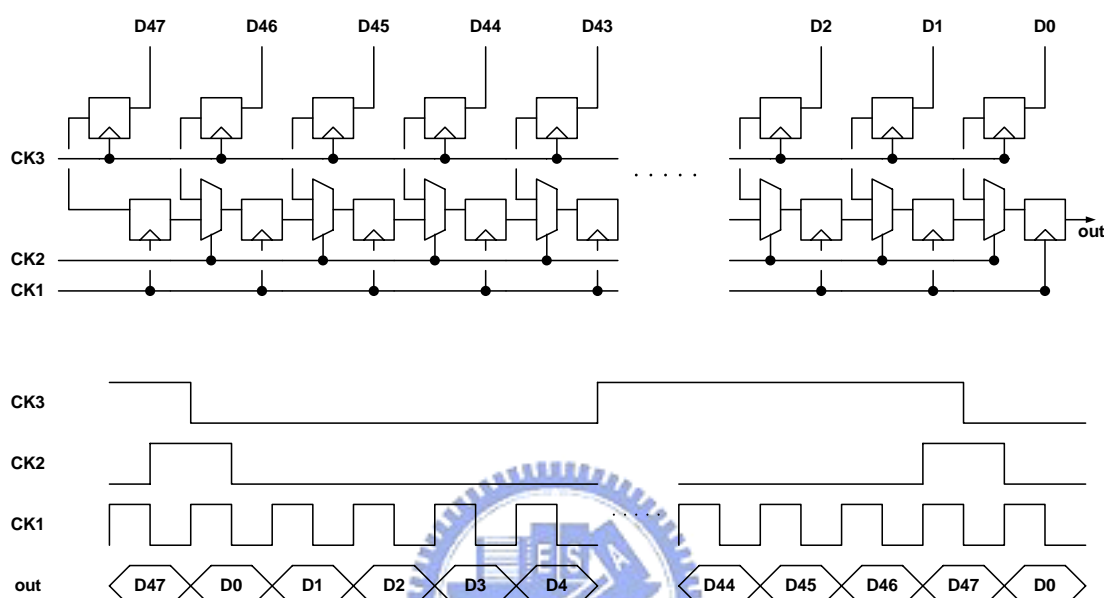 D47 D46 D45 D44 D43 D2 D1 D0
CK3
. . . . .
out
CK2
CK1
CK3
CK2
CK1
. . . . . .
out D47 D0 D1 D2 D3 D4 D44 D45 D46 D47 D0